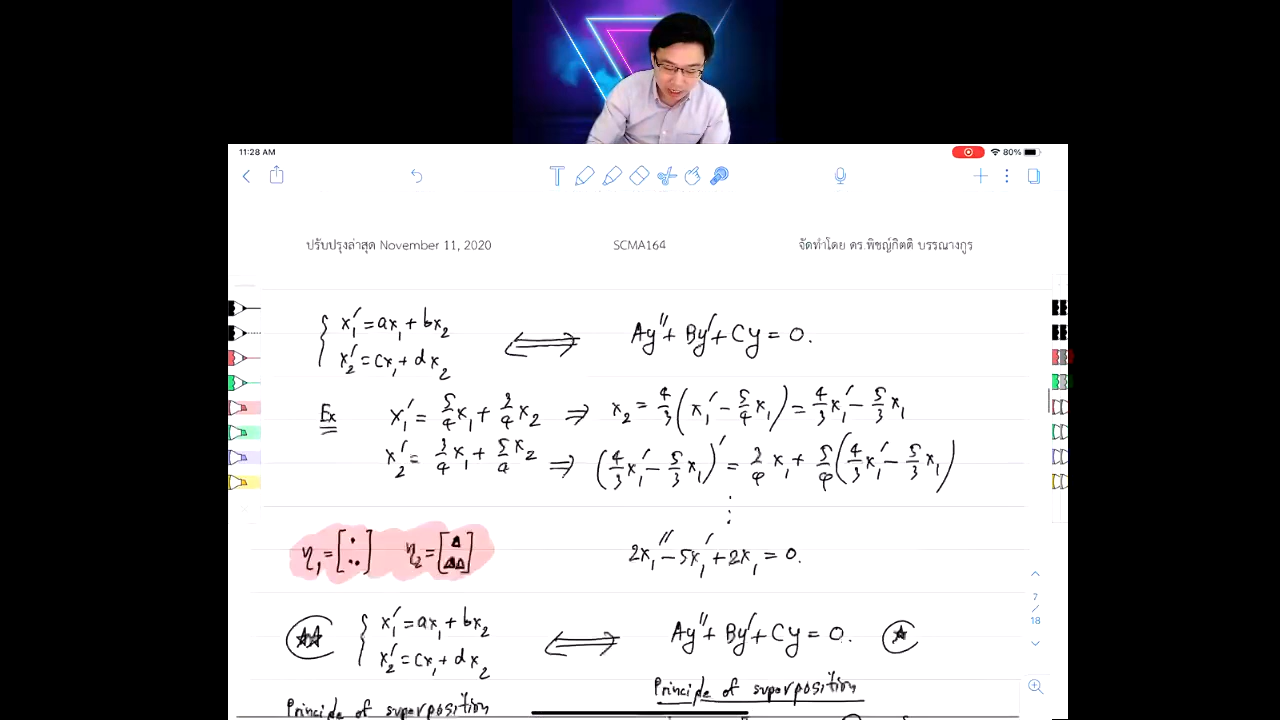 11:28 AM 80%
T
ปรับปรุงล่าสุด November 11, 2020 SCMA164 จัดทำโดย ดร.พิชญ์กิตติ บรรณางกูร
{ x₁′ = ax₁ + bx₂ ⟺ Ay″ + By′ + Cy = 0.
x₂′ = cx₁ + dx₂
Ex x₁′ = 5/4 x₁ + 3/4 x₂ ⇒ x₂ = 4/3 (x₁′ − 5/4 x₁) = 4/3 x₁′ − 5/3 x₁
x₂′ = 3/4 x₁ + 5/4 x₂ ⇒ (4/3 x₁′ − 5/3 x₁)′ = 3/4 x₁ + 5/4 (4/3 x₁′ − 5/3 x₁)
⋮
η₁ = [• ••] η₂ = [▲ ▲▲] 2x₁″ − 5x₁′ + 2x₁ = 0.
☆☆ { x₁′ = ax₁ + bx₂ ⟺ Ay″ + By′ + Cy = 0. ☆
x₂′ = cx₁ + dx₂
Principle of superposition Principle of superposition
7
/
18